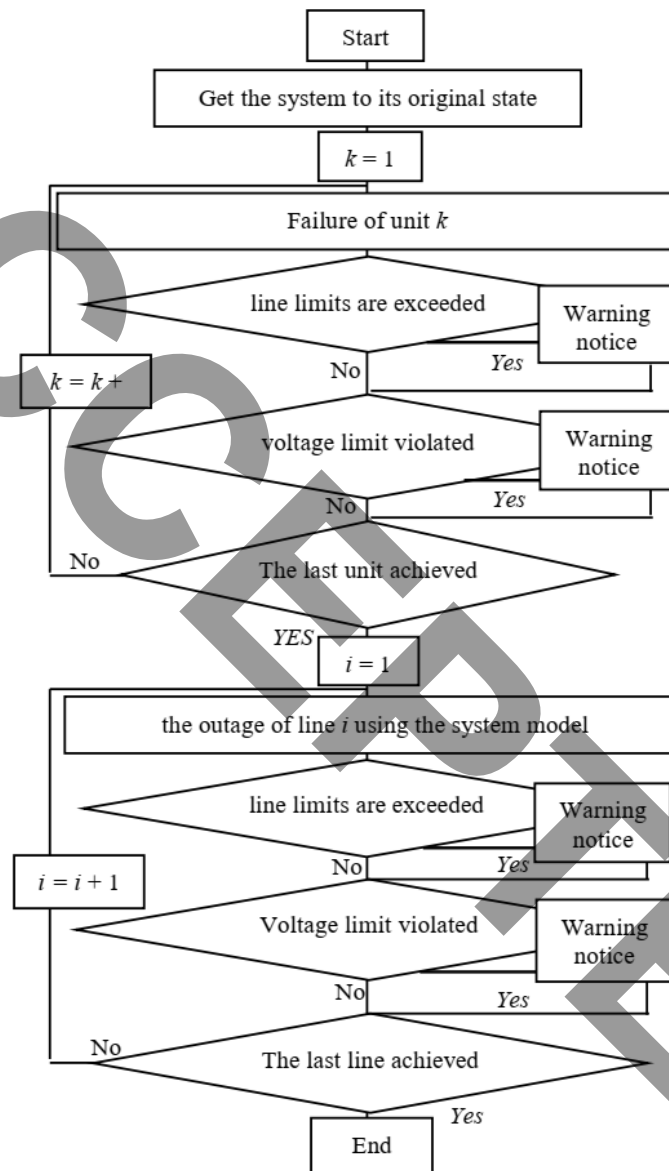 Start
Get the system to its original state
k = 1
Failure of unit k
line limits are exceeded
Warning
notice
Yes
No
k = k +
voltage limit violated
Warning
notice
Yes
No
The last unit achieved
No
YES
i = 1
the outage of line i using the system model
line limits are exceeded
Warning
notice
Yes
No
i = i + 1
Voltage limit violated
Warning
notice
Yes
No
The last line achieved
No
Yes
End